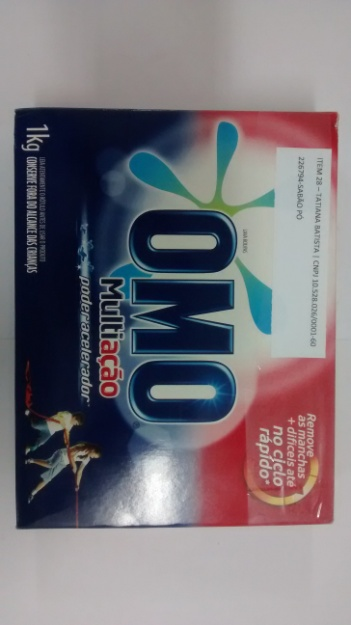 ITEM 28 – TATIANA BATISTA | CNPJ 10.528.026/0001-60
226794-SABÃO PÓ
OMO
Multiação
poder acelerador
Remove
as manchas
+ difíceis até
no ciclo
rápido*
1kg
CONSERVE FORA DO ALCANCE DAS CRIANÇAS